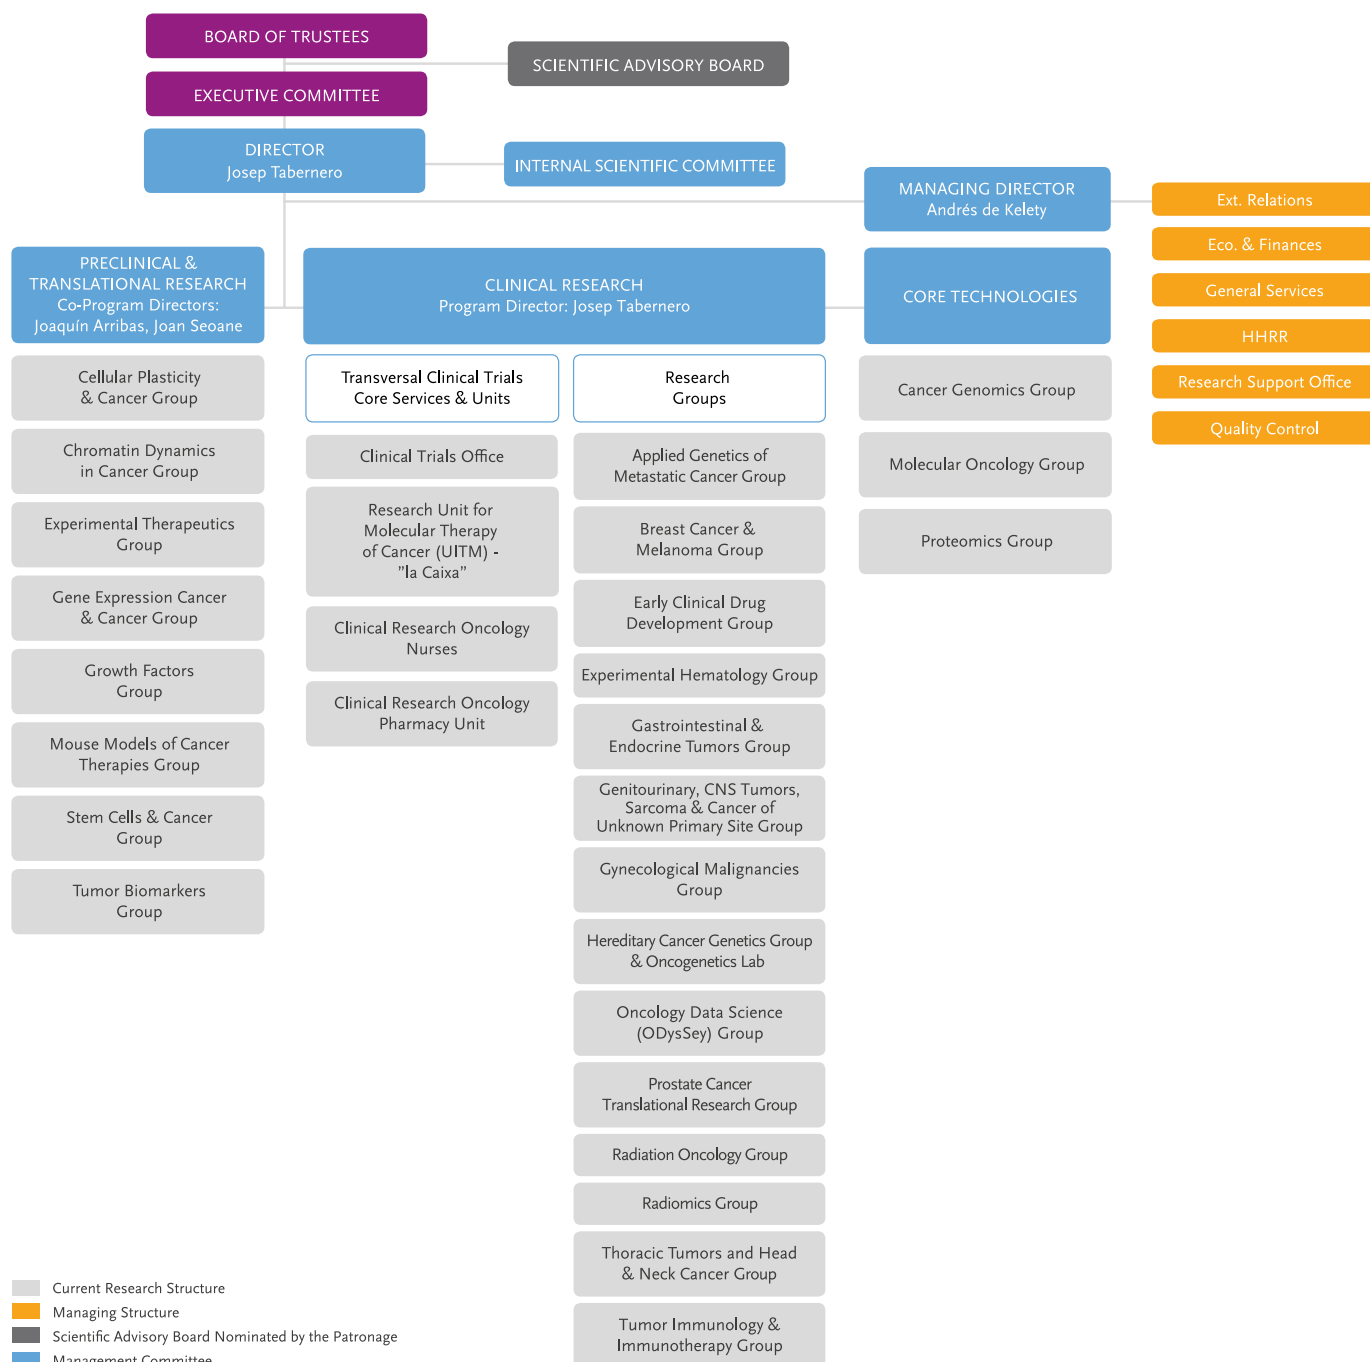 BOARD OF TRUSTEES
SCIENTIFIC ADVISORY BOARD
EXECUTIVE COMMITTEE
DIRECTOR
Josep Tabernero
INTERNAL SCIENTIFIC COMMITTEE
MANAGING DIRECTOR
Andrés de Kelety
Ext. Relations
Eco. & Finances
General Services
HHRR
Research Support Office
Quality Control
PRECLINICAL &
TRANSLATIONAL RESEARCH
Co-Program Directors:
Joaquín Arribas, Joan Seoane
CLINICAL RESEARCH
Program Director: Josep Tabernero
CORE TECHNOLOGIES
Cellular Plasticity
& Cancer Group
Chromatin Dynamics
in Cancer Group
Experimental Therapeutics
Group
Gene Expression Cancer
& Cancer Group
Growth Factors
Group
Mouse Models of Cancer
Therapies Group
Stem Cells & Cancer
Group
Tumor Biomarkers
Group
Transversal Clinical Trials
Core Services & Units
Clinical Trials Office
Research Unit for
Molecular Therapy
of Cancer (UITM) -
”la Caixa”
Clinical Research Oncology
Nurses
Clinical Research Oncology
Pharmacy Unit
Research
Groups
Applied Genetics of
Metastatic Cancer Group
Breast Cancer &
Melanoma Group
Early Clinical Drug
Development Group
Experimental Hematology Group
Gastrointestinal &
Endocrine Tumors Group
Genitourinary, CNS Tumors,
Sarcoma & Cancer of
Unknown Primary Site Group
Gynecological Malignancies
Group
Hereditary Cancer Genetics Group
& Oncogenetics Lab
Oncology Data Science
(ODysSey) Group
Prostate Cancer
Translational Research Group
Radiation Oncology Group
Radiomics Group
Thoracic Tumors and Head
& Neck Cancer Group
Tumor Immunology &
Immunotherapy Group
Cancer Genomics Group
Molecular Oncology Group
Proteomics Group
Current Research Structure
Managing Structure
Scientific Advisory Board Nominated by the Patronage
Management Committee